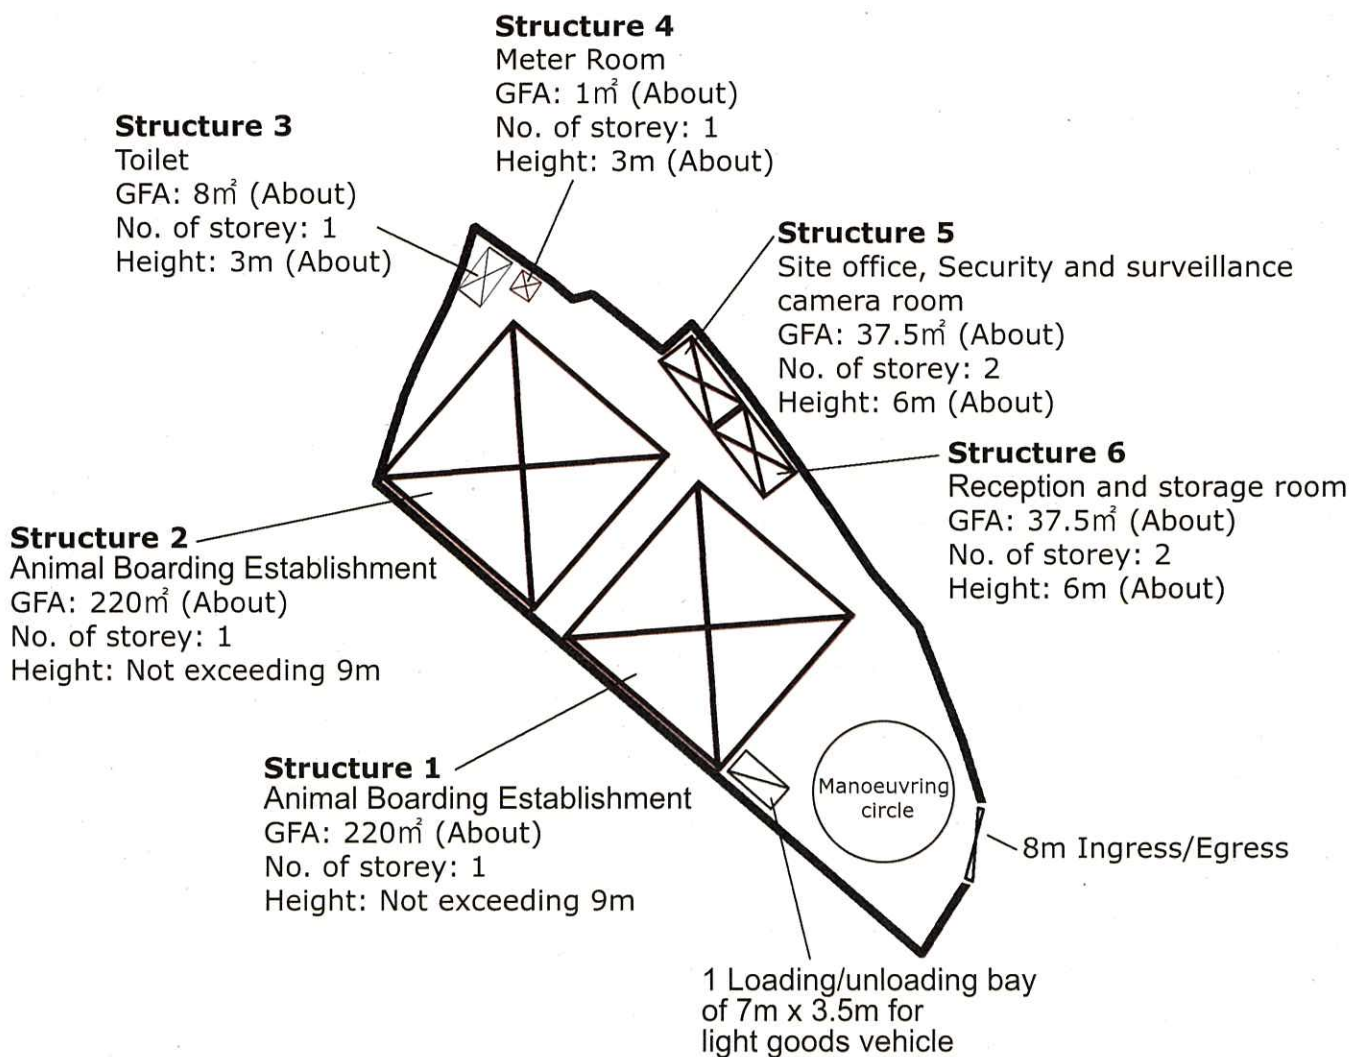 Structure 4
Meter Room
GFA: 1㎡ (About)
No. of storey: 1
Height: 3m (About)
Structure 3
Toilet
GFA: 8㎡ (About)
No. of storey: 1
Height: 3m (About)
Structure 5
Site office, Security and surveillance
camera room
GFA: 37.5㎡ (About)
No. of storey: 2
Height: 6m (About)
Structure 6
Reception and storage room
GFA: 37.5㎡ (About)
No. of storey: 2
Height: 6m (About)
Structure 2
Animal Boarding Establishment
GFA: 220㎡ (About)
No. of storey: 1
Height: Not exceeding 9m
Structure 1
Animal Boarding Establishment
GFA: 220㎡ (About)
No. of storey: 1
Height: Not exceeding 9m
Manoeuvring
circle
8m Ingress/Egress
1 Loading/unloading bay
of 7m x 3.5m for
light goods vehicle